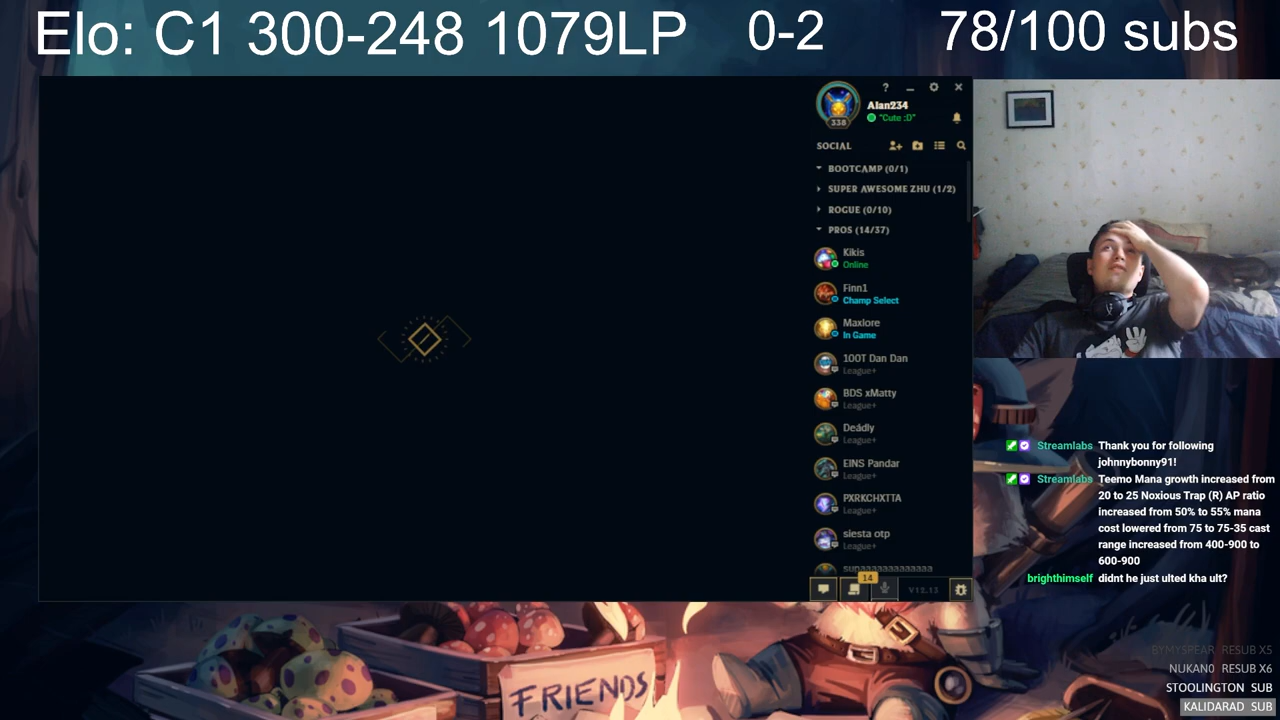 Elo: C1 300-248 1079LP
0-2
78/100 subs
Alan234
"Cute :D"
338
SOCIAL
BOOTCAMP (0/1)
SUPER AWESOME ZHU (1/2)
ROGUE (0/10)
PROS (14/37)
Kikis
Online
Finn1
Champ Select
Maxlore
In Game
100T Dan Dan
League+
BDS xMatty
League+
Deádly
League+
EINS Pandar
League+
PXRKCHXTTA
League+
siesta otp
League+
14
V12.13
Streamlabs Thank you for following
johnnybonny91!
Streamlabs Teemo Mana growth increased from
20 to 25 Noxious Trap (R) AP ratio
increased from 50% to 55% mana
cost lowered from 75 to 75-35 cast
range increased from 400-900 to
600-900
brighthimself didnt he just ulted kha ult?
BYMYSPEAR RESUB X5
NUKAN0 RESUB X6
STOOLINGTON SUB
KALIDARAD SUB
FRIENDS